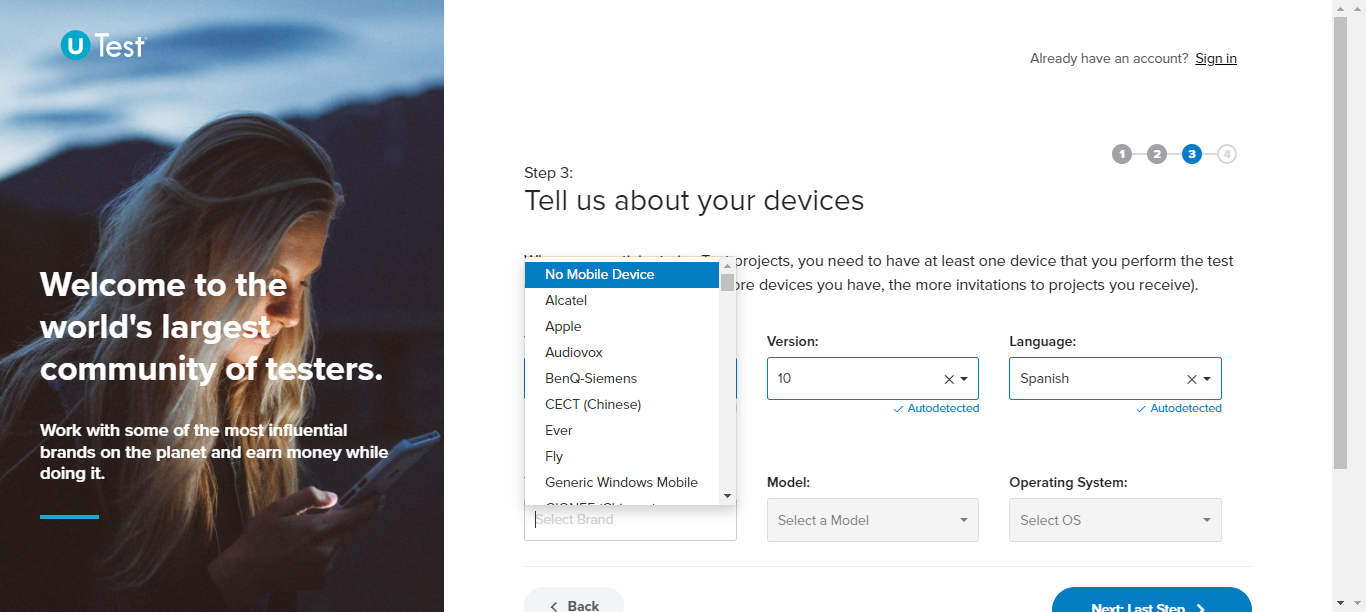 U Test
Already have an account? Sign in
1 2 3 4
Step 3:
Tell us about your devices
projects, you need to have at least one device that you perform the test
devices you have, the more invitations to projects you receive).
No Mobile Device
Alcatel
Apple
Audiovox
BenQ-Siemens
CECT (Chinese)
Ever
Fly
Generic Windows Mobile
Select Brand
Version:
10
Autodetected
Language:
Spanish
Autodetected
Model:
Select a Model
Operating System:
Select OS
Back
Next: Last Step
Welcome to the
world's largest
community of testers.
Work with some of the most influential
brands on the planet and earn money while
doing it.